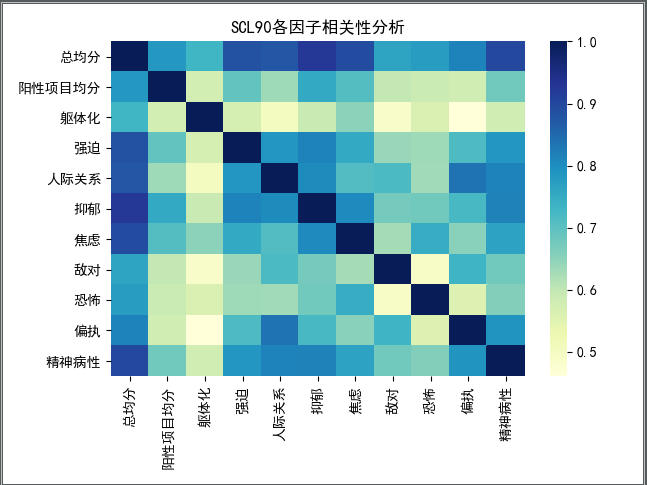 SCL90各因子相关性分析
总均分
阳性项目均分
躯体化
强迫
人际关系
抑郁
焦虑
敌对
恐怖
偏执
精神病性
总均分
阳性项目均分
躯体化
强迫
人际关系
抑郁
焦虑
敌对
恐怖
偏执
精神病性
1.0
0.9
0.8
0.7
0.6
0.5